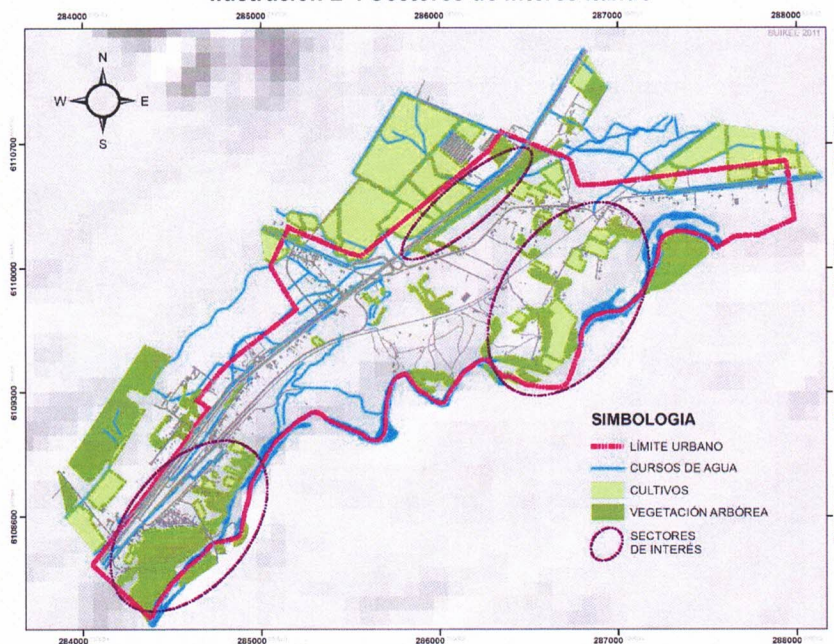 284000 285000 286000 287000 288000
N
W E
S
6110700
6110000
6109300
6108600
SIMBOLOGIA
LÍMITE URBANO
CURSOS DE AGUA
CULTIVOS
VEGETACIÓN ARBÓREA
SECTORES
DE INTERÉS
284000 285000 286000 287000 288000